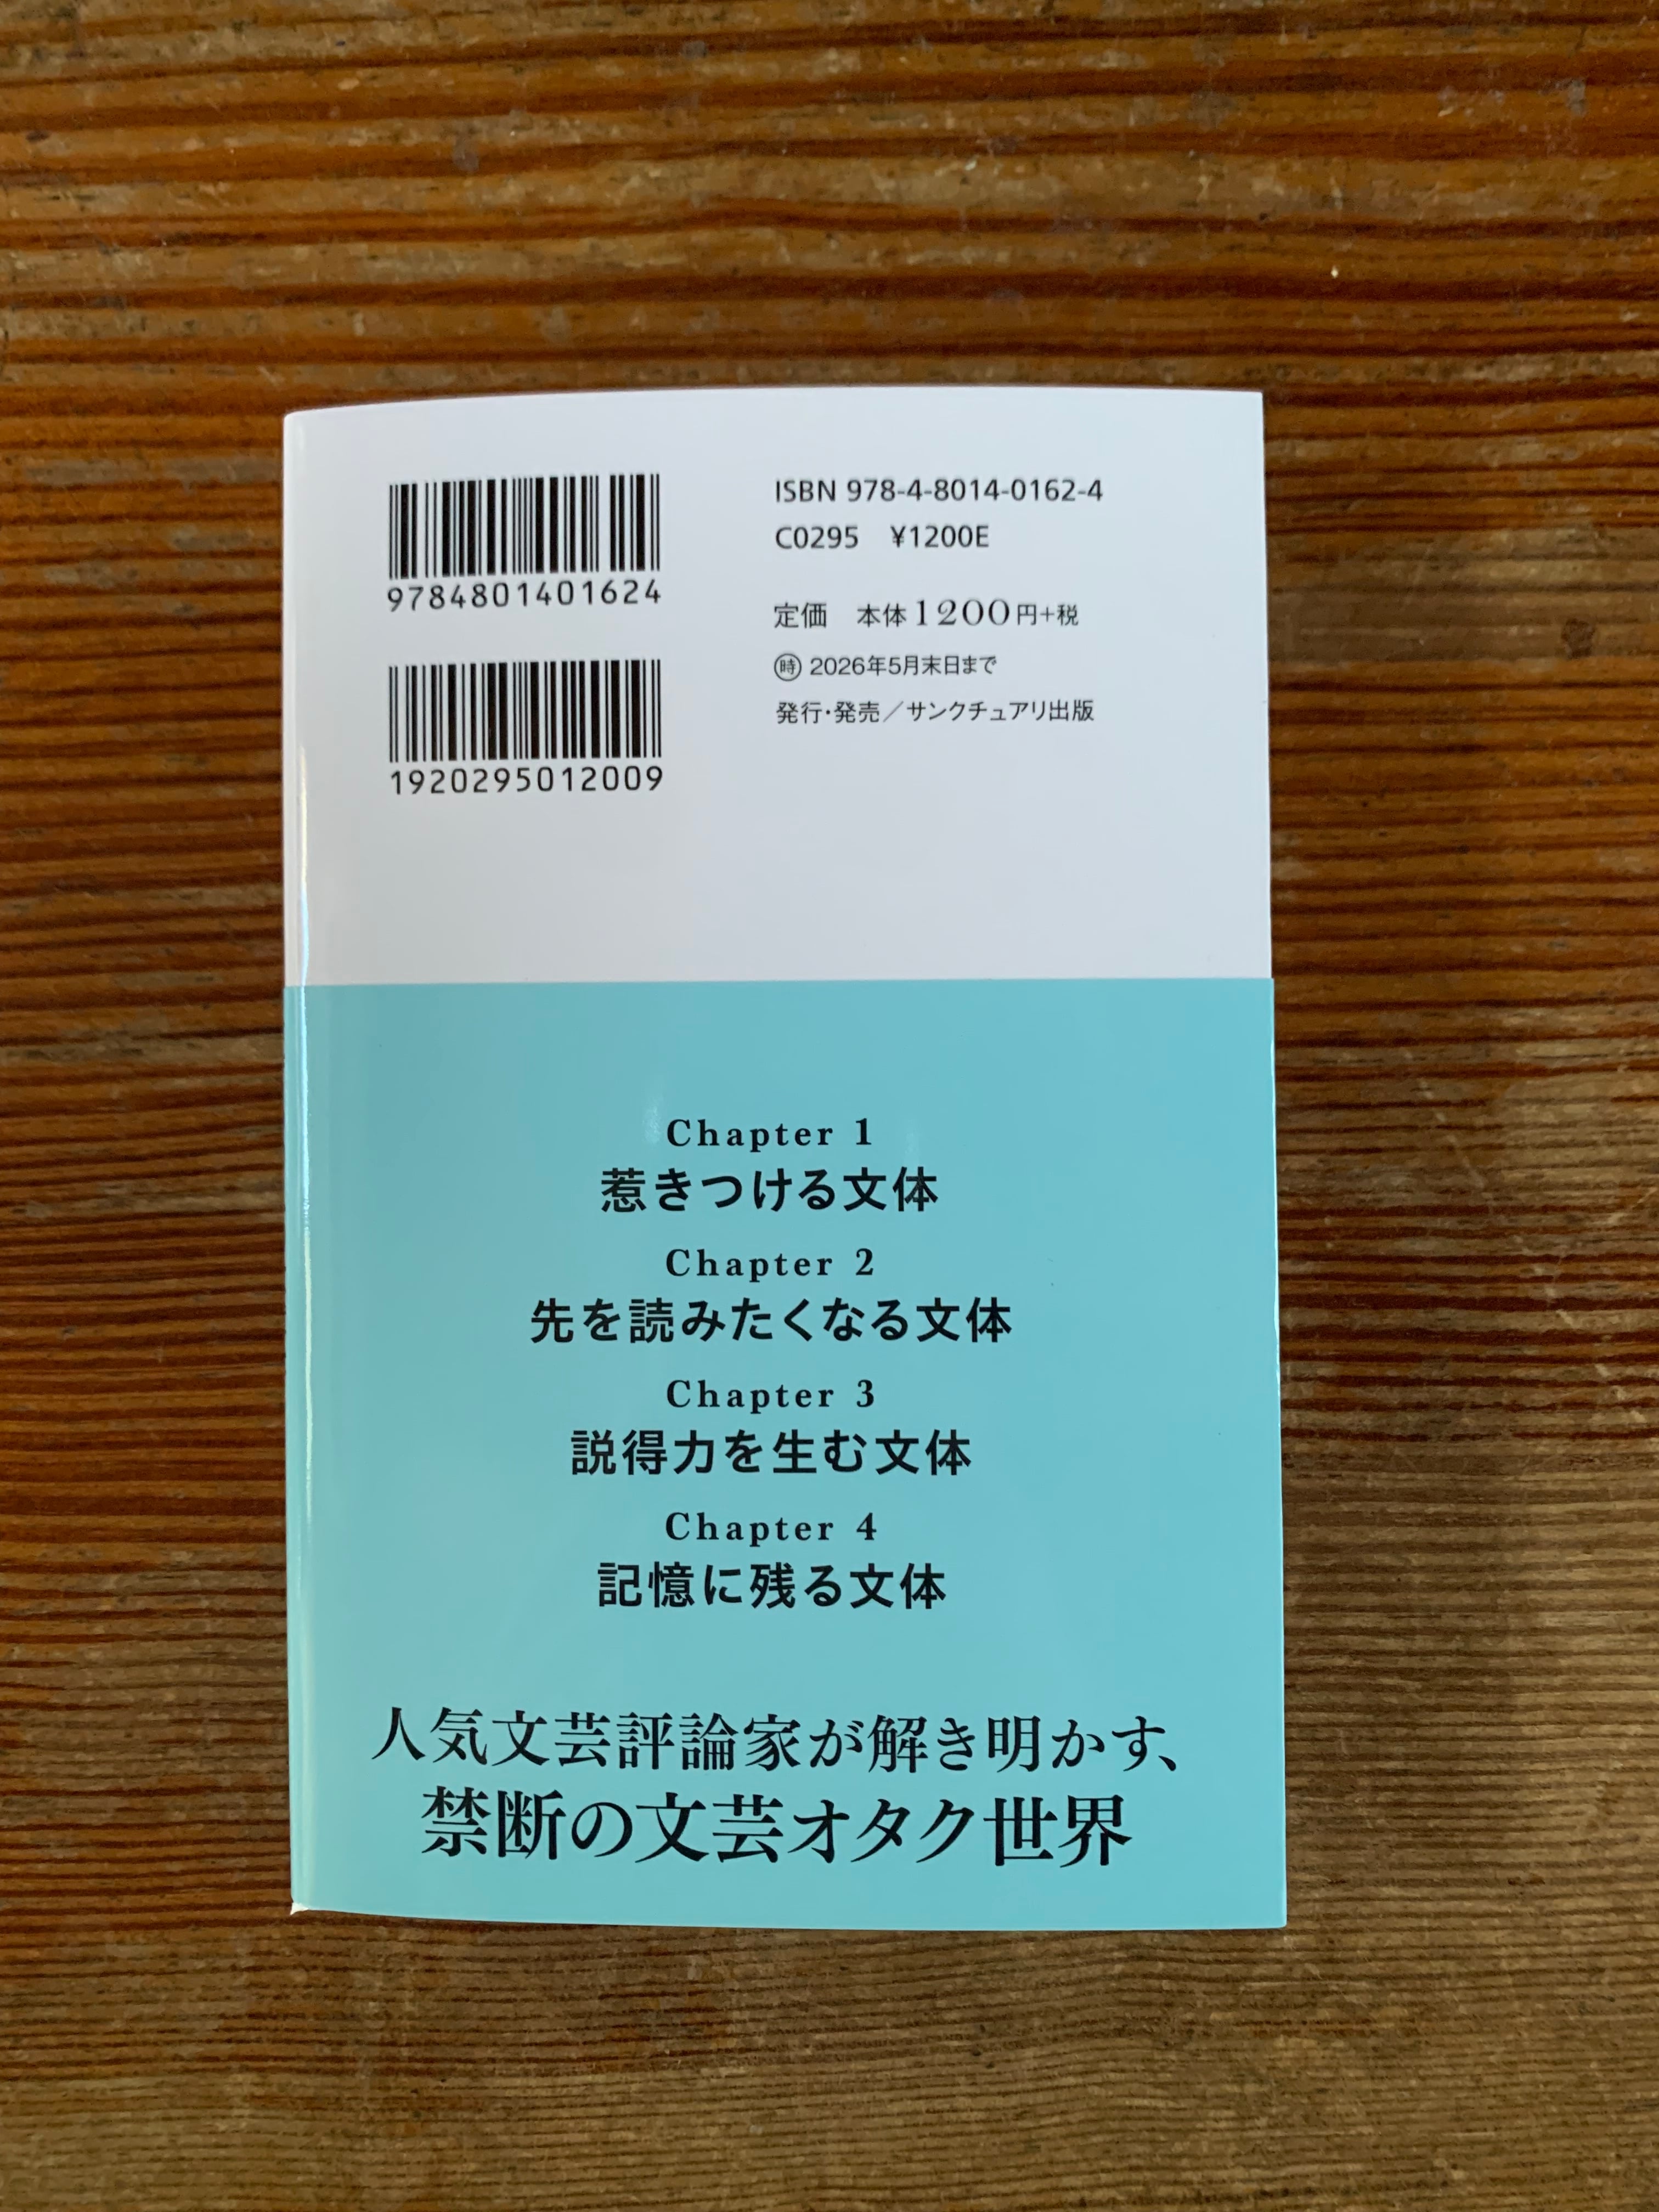 9784801401624
1920295012009
ISBN 978-4-8014-0162-4
C0295 ¥1200E
定価 本体1200円+税
㊡ 2026年5月末日まで
発行・発売／サンクチュアリ出版
Chapter 1
惹きつける文体
Chapter 2
先を読みたくなる文体
Chapter 3
説得力を生む文体
Chapter 4
記憶に残る文体
人気文芸評論家が解き明かす、
禁断の文芸オタク世界